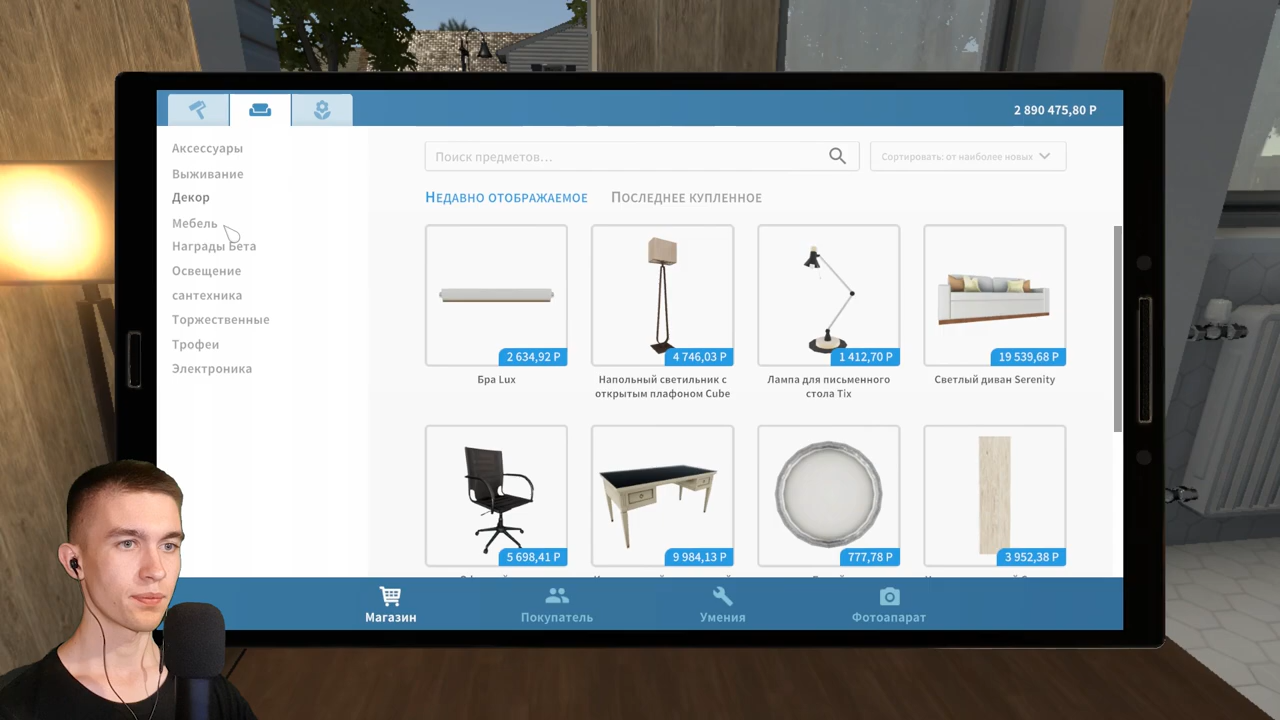 2 890 475,80 Р
Аксессуары
Выживание
Декор
Мебель
Награды Бета
Освещение
сантехника
Торжественные
Трофеи
Электроника
Поиск предметов...
Сортировать: от наиболее новых
Недавно отображаемое
Последнее купленное
2 634,92 Р
4 746,03 Р
1 412,70 Р
19 539,68 Р
Бра Lux
Напольный светильник с
открытым плафоном Cube
Лампа для письменного
стола Tix
Светлый диван Serenity
5 698,41 Р
9 984,13 Р
777,78 Р
3 952,38 Р
Магазин
Покупатель
Умения
Фотоаппарат